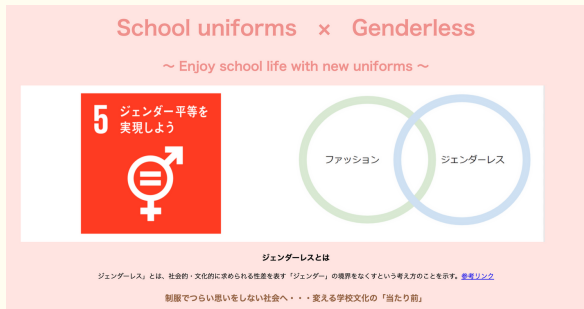 School uniforms × Genderless
～ Enjoy school life with new uniforms ～
5 ジェンダー平等を
実現しよう
ファッション
ジェンダーレス
ジェンダーレスとは
ジェンダーレス」とは、社会的・文化的に求められる性差を表す「ジェンダー」の境界をなくすという考え方のことを示す。参考リンク
制服でつらい思いをしない社会へ・・・変える学校文化の「当たり前」